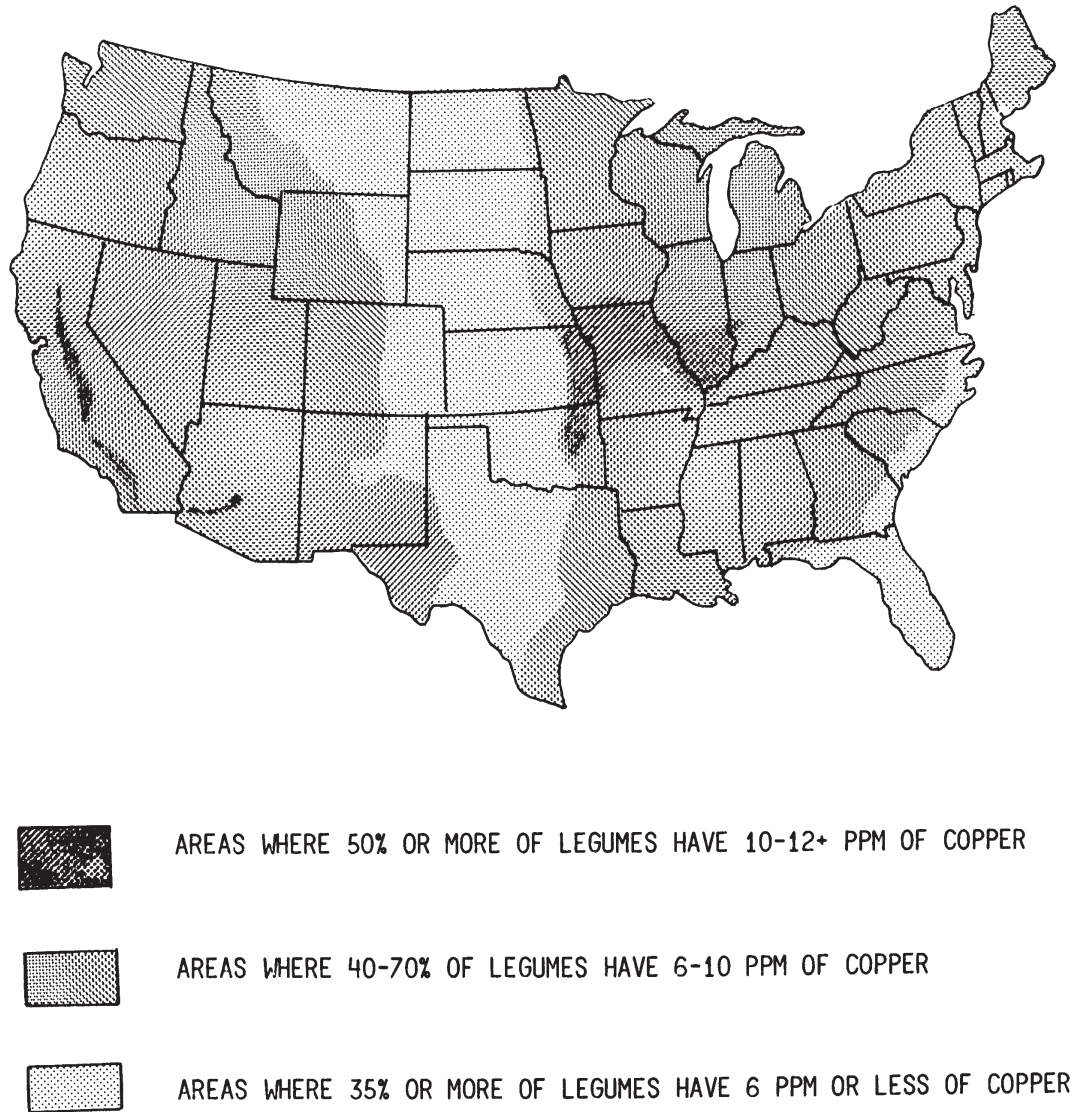 AREAS WHERE 50% OR MORE OF LEGUMES HAVE 10-12+ PPM OF COPPER
AREAS WHERE 40-70% OF LEGUMES HAVE 6-10 PPM OF COPPER
AREAS WHERE 35% OR MORE OF LEGUMES HAVE 6 PPM OR LESS OF COPPER